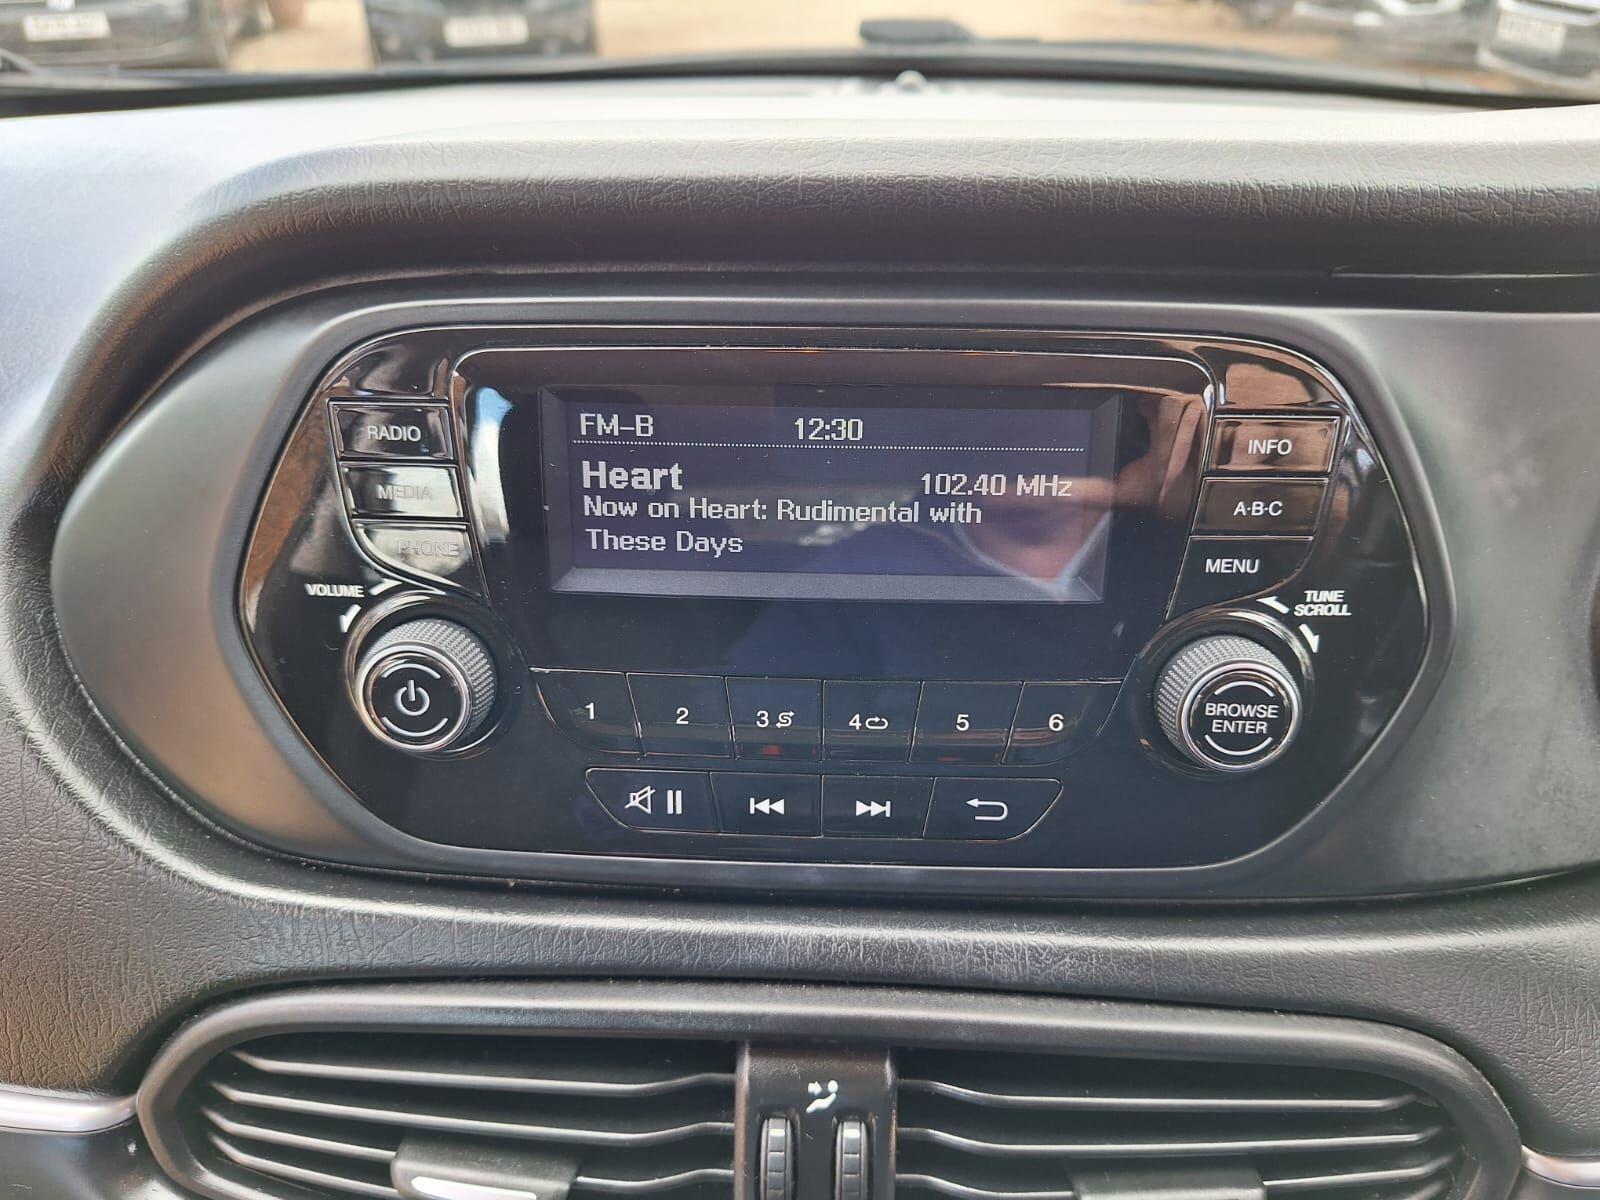 FM-B 12:30
Heart 102.40 MHz
Now on Heart: Rudimental with
These Days
RADIO
MEDIA
PHONE
VOLUME
INFO
A·B·C
MENU
TUNE
SCROLL
BROWSE
ENTER
1 2 3 4 5 6